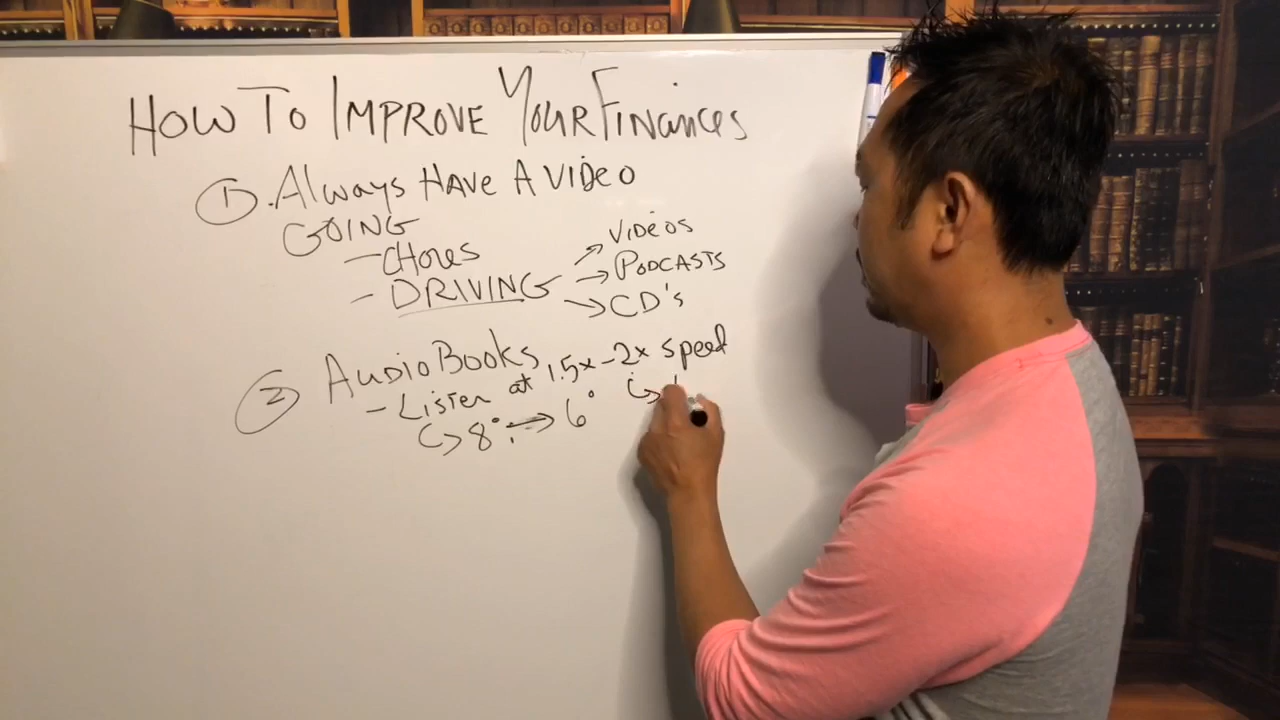 HOW TO IMPROVE YOUR FINANCES
①. Always HAVE A VIDEO
GOING
- CHORES
- DRIVING → VIDEOS
→ PODCASTS
→ CD's
② AUDIOBOOKS
- LISTEN at 1.5x - 2x speed
↳ 8° → 6° ↳